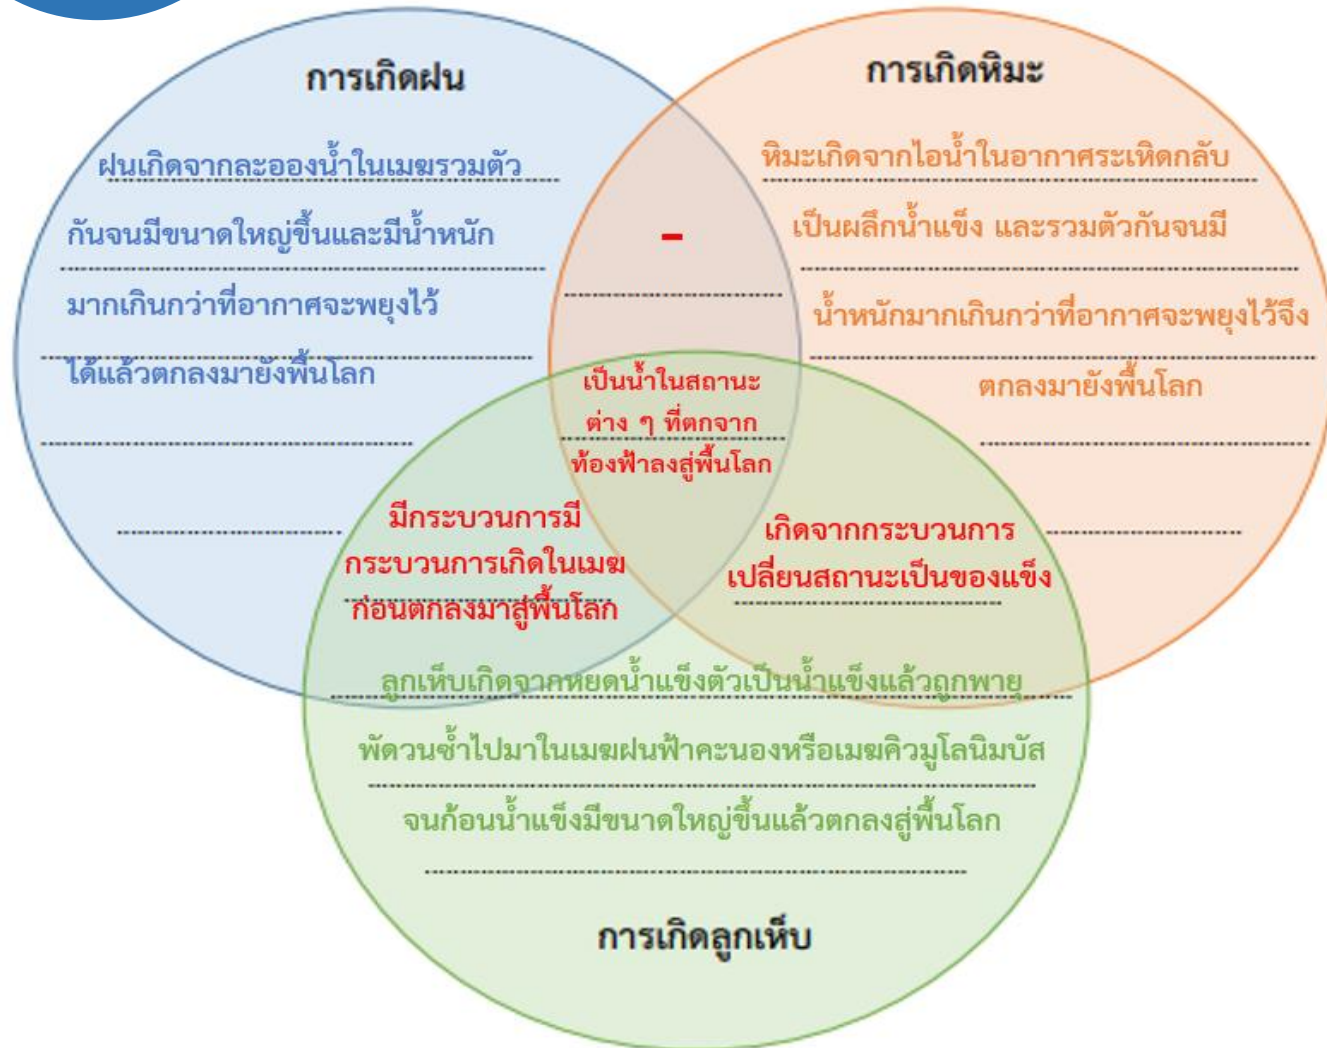 การเกิดฝน
ฝนเกิดจากละอองน้ำในเมฆรวมตัว
กันจนมีขนาดใหญ่ขึ้นและมีน้ำหนัก
มากเกินกว่าที่อากาศจะพยุงไว้
ได้แล้วตกลงมายังพื้นโลก
การเกิดหิมะ
หิมะเกิดจากไอน้ำในอากาศระเหิดกลับ
เป็นผลึกน้ำแข็ง และรวมตัวกันจนมี
น้ำหนักมากเกินกว่าที่อากาศจะพยุงไว้จึง
ตกลงมายังพื้นโลก
-
เป็นน้ำในสถานะ
ต่าง ๆ ที่ตกจาก
ท้องฟ้าลงสู่พื้นโลก
มีกระบวนการมี
กระบวนการเกิดในเมฆ
ก่อนตกลงมาสู่พื้นโลก
เกิดจากกระบวนการ
เปลี่ยนสถานะเป็นของแข็ง
ลูกเห็บเกิดจากหยดน้ำแข็งตัวเป็นน้ำแข็งแล้วถูกพายุ
พัดวนซ้ำไปมาในเมฆฝนฟ้าคะนองหรือเมฆคิวมูโลนิมบัส
จนก้อนน้ำแข็งมีขนาดใหญ่ขึ้นแล้วตกลงสู่พื้นโลก
การเกิดลูกเห็บ